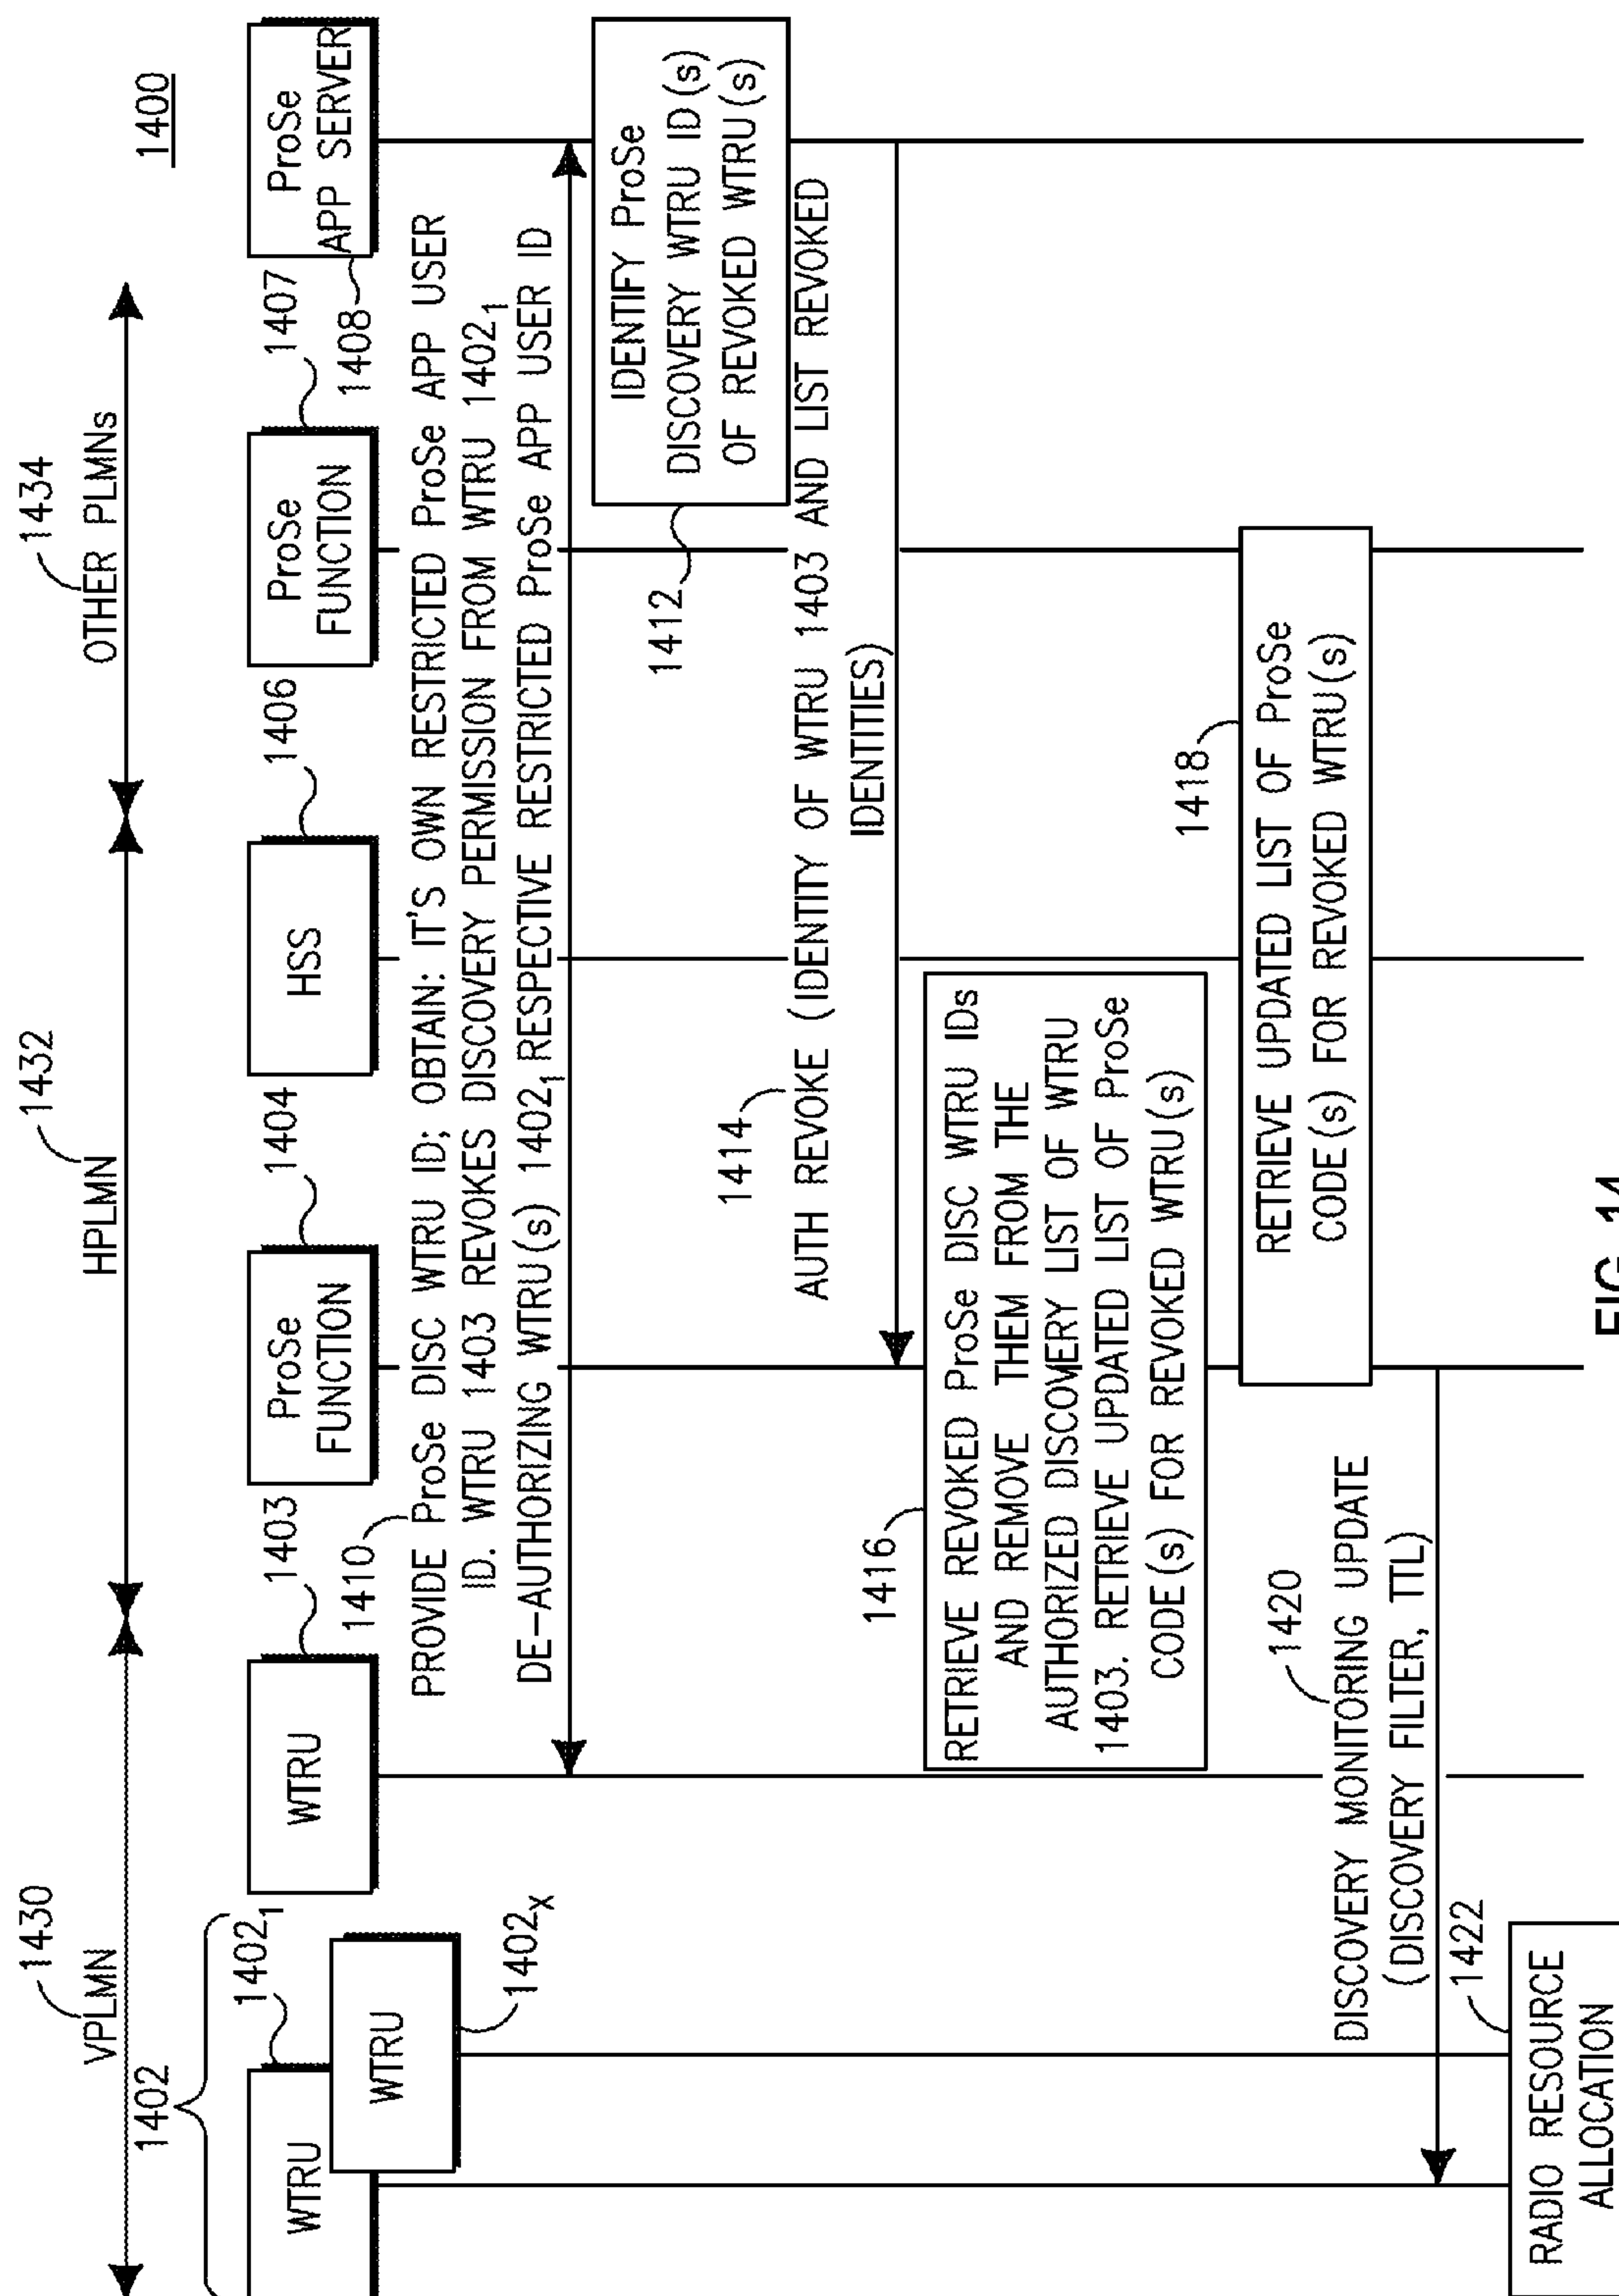 1400
1430
VPLMN
1432
HPLMN
1434
OTHER PLMNs
1402
1402₁
WTRU
WTRU
1402ₓ
WTRU
1403
ProSe
FUNCTION
1404
HSS
1406
ProSe
FUNCTION
1407
ProSe
APP SERVER
1408
1410
PROVIDE ProSe DISC WTRU ID; OBTAIN: IT'S OWN RESTRICTED ProSe APP USER
ID. WTRU 1403 REVOKES DISCOVERY PERMISSION FROM WTRU 1402₁
DE-AUTHORIZING WTRU(s) 1402₁ RESPECTIVE RESTRICTED ProSe APP USER ID
IDENTIFY ProSe
DISCOVERY WTRU ID(s)
OF REVOKED WTRU(s)
1412
1414
AUTH REVOKE (IDENTITY OF WTRU 1403 AND LIST REVOKED
IDENTITIES)
1416
RETRIEVE REVOKED ProSe DISC WTRU IDs
AND REMOVE THEM FROM THE
AUTHORIZED DISCOVERY LIST OF WTRU
1403. RETRIEVE UPDATED LIST OF ProSe
CODE(s) FOR REVOKED WTRU(s)
1418
RETRIEVE UPDATED LIST OF ProSe
CODE(s) FOR REVOKED WTRU(s)
1420
DISCOVERY MONITORING UPDATE
(DISCOVERY FILTER, TTL)
1422
RADIO RESOURCE
ALLOCATION
FIG. 14